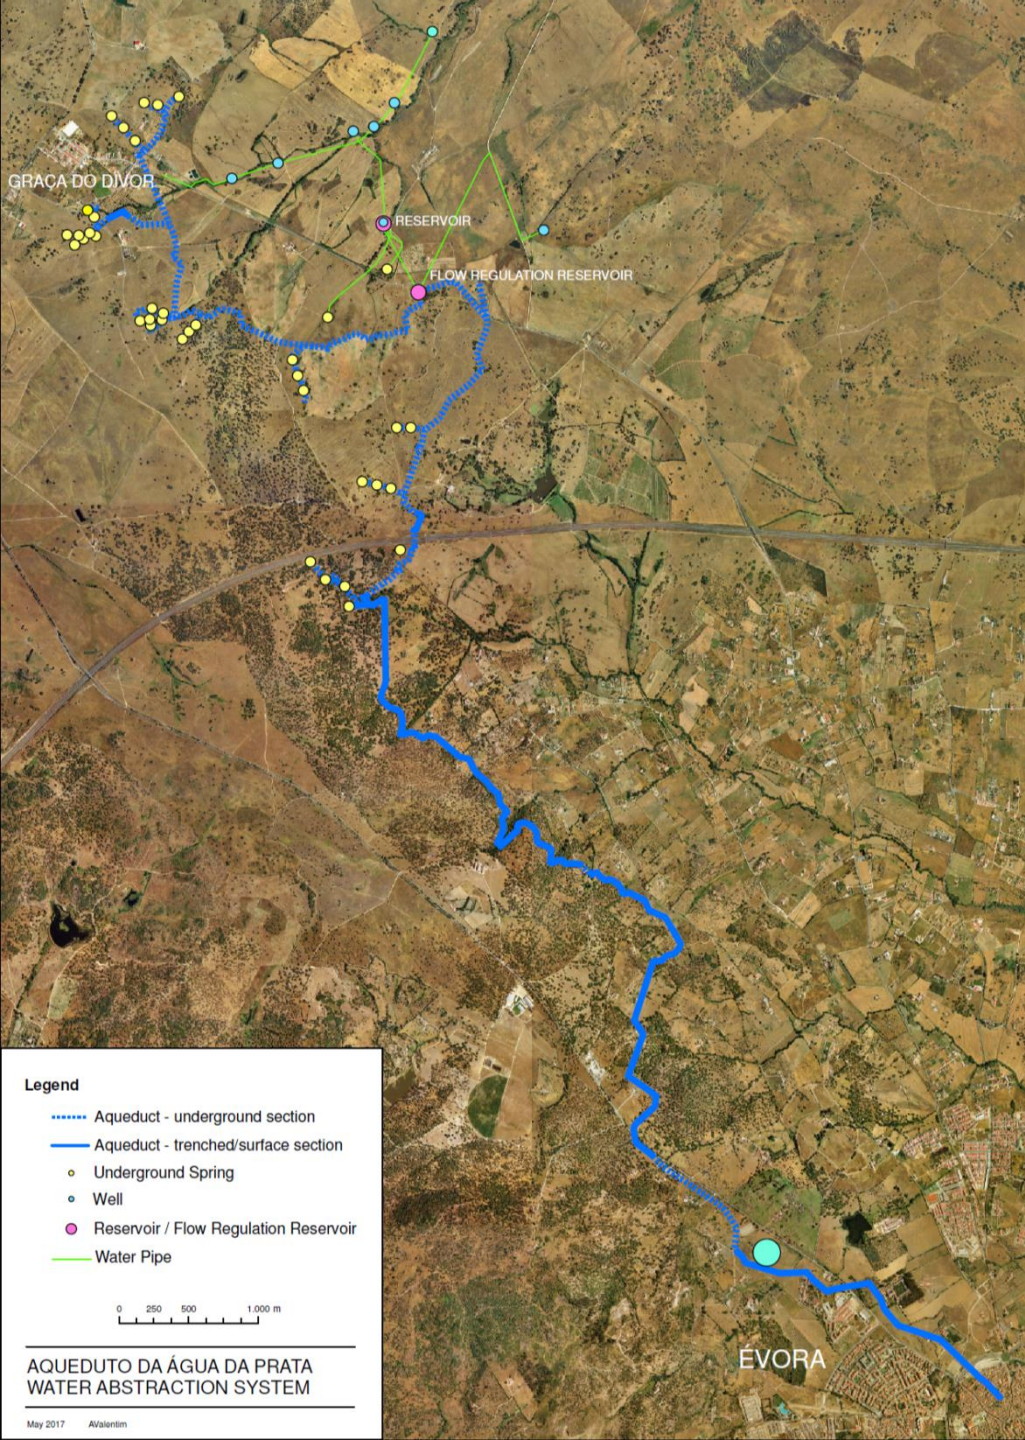 GRAÇA DO DIVOR
RESERVOIR
FLOW REGULATION RESERVOIR
Legend
Aqueduct - underground section
Aqueduct - trenched/surface section
Underground Spring
Well
Reservoir / Flow Regulation Reservoir
Water Pipe
0 250 500 1.000 m
AQUEDUTO DA ÁGUA DA PRATA
WATER ABSTRACTION SYSTEM
May 2017 AValentim
ÉVORA